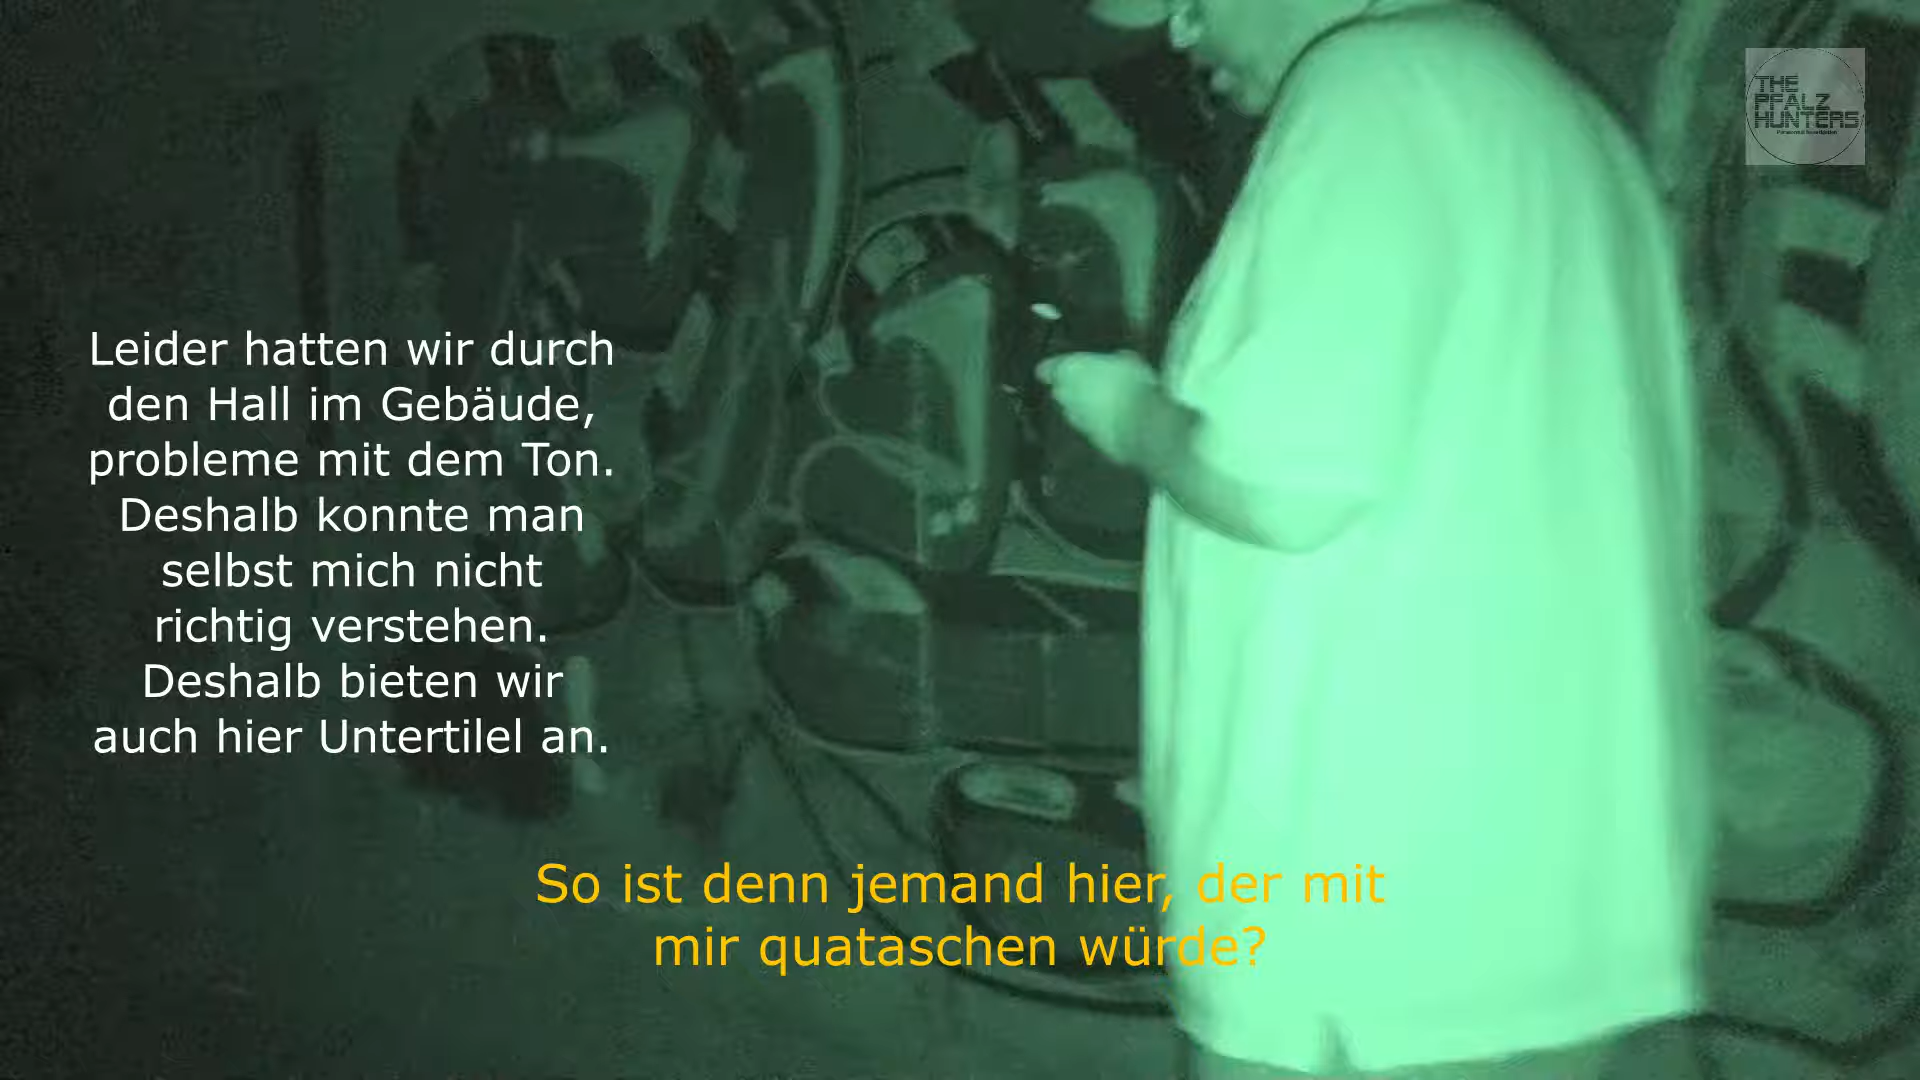 THE
PFALZ
HUNTERS
Paranormal Investigation
Leider hatten wir durch
den Hall im Gebäude,
probleme mit dem Ton.
Deshalb konnte man
selbst mich nicht
richtig verstehen.
Deshalb bieten wir
auch hier Untertilel an.
So ist denn jemand hier, der mit
mir quataschen würde?